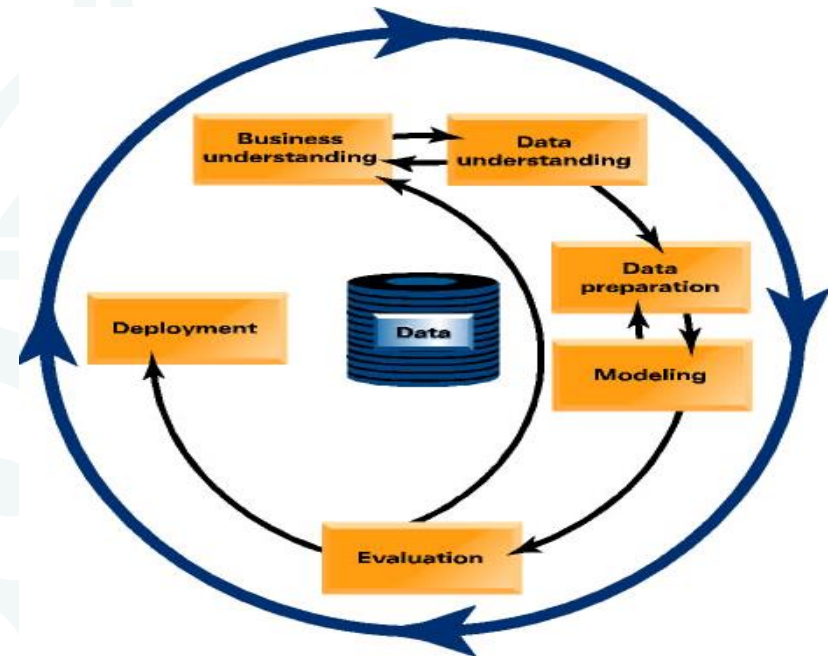 Business
understanding
Data
understanding
Data
preparation
Deployment
Data
Modeling
Evaluation